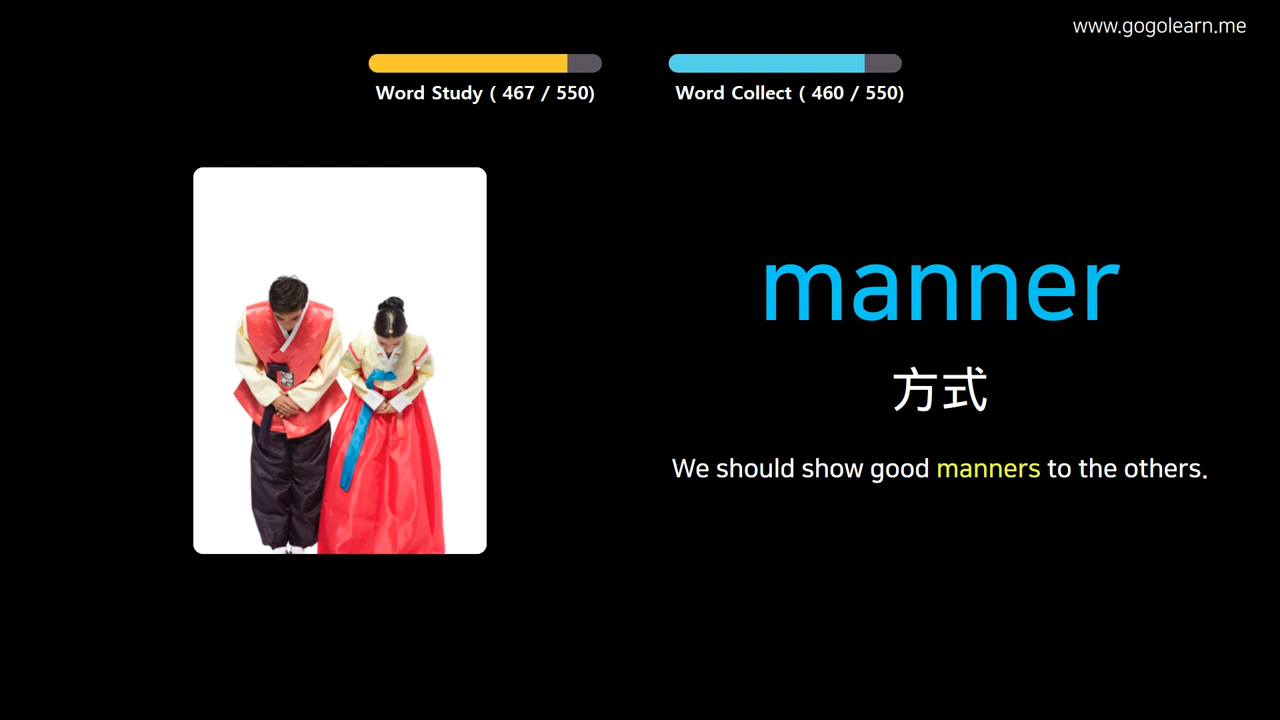 www.gogolearn.me
Word Study ( 467 / 550)
Word Collect ( 460 / 550)
manner
方式
We should show good manners to the others.